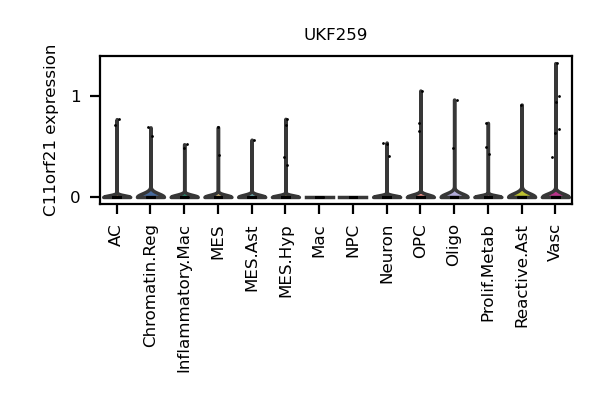 UKF259
C11orf21 expression
1
0
AC
Chromatin.Reg
Inflammatory.Mac
MES
MES.Ast
MES.Hyp
Mac
NPC
Neuron
OPC
Oligo
Prolif.Metab
Reactive.Ast
Vasc